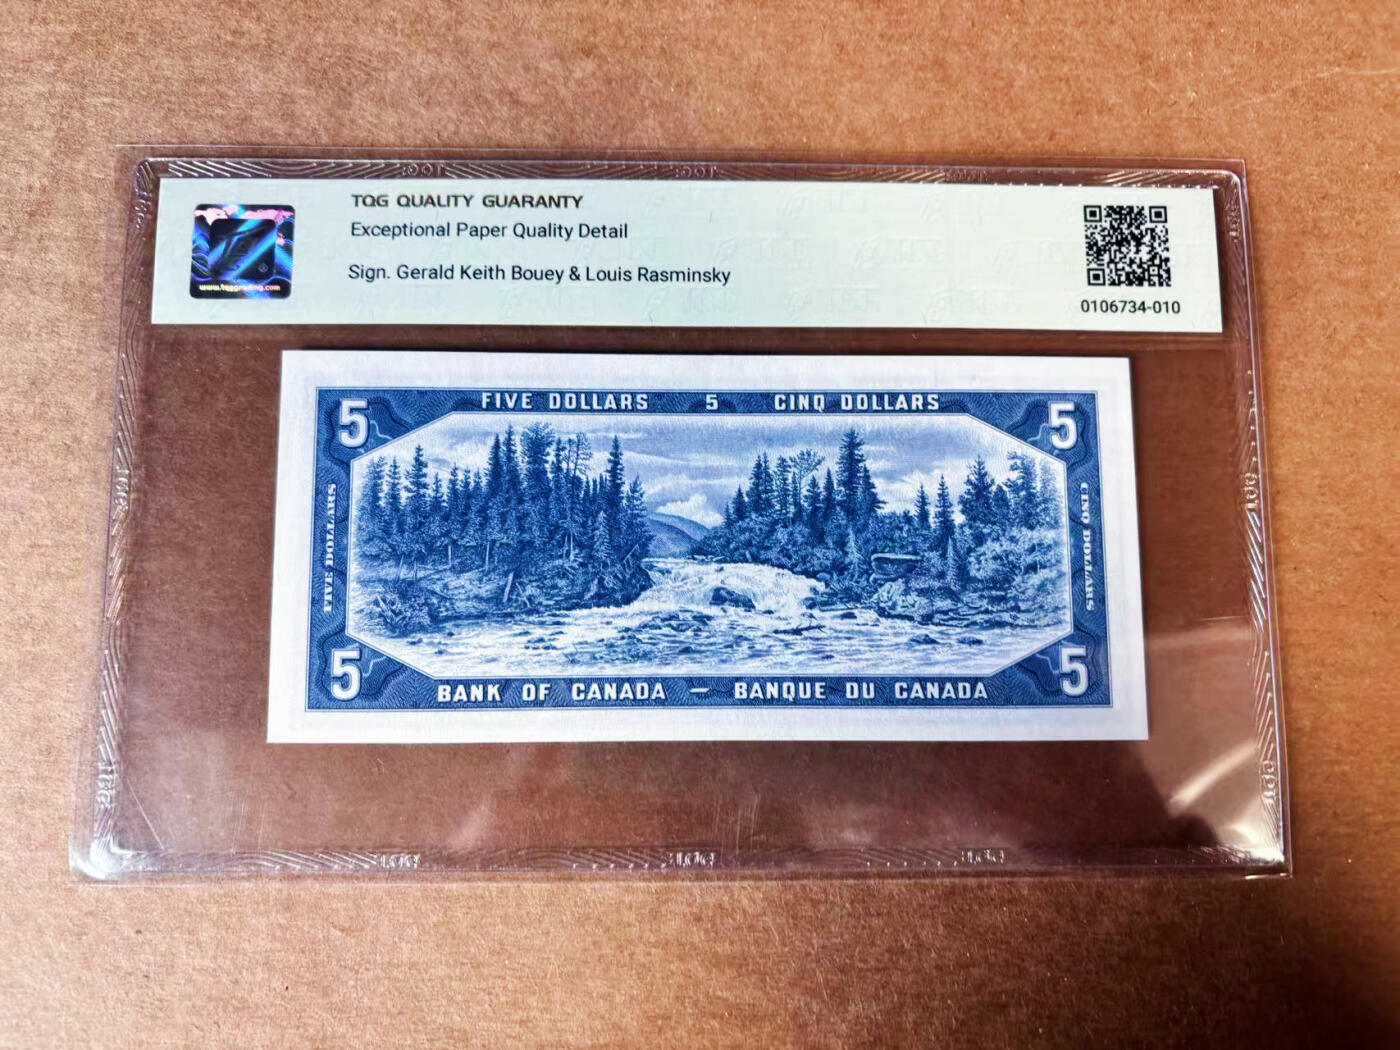 TQG QUALITY GUARANTY
Exceptional Paper Quality Detail
Sign. Gerald Keith Bouey & Louis Rasminsky
www.tqggrading.com
0106734-010
FIVE DOLLARS 5 CINQ DOLLARS
5 5
FIVE DOLLARS
CINQ DOLLARS
5 5
BANK OF CANADA — BANQUE DU CANADA